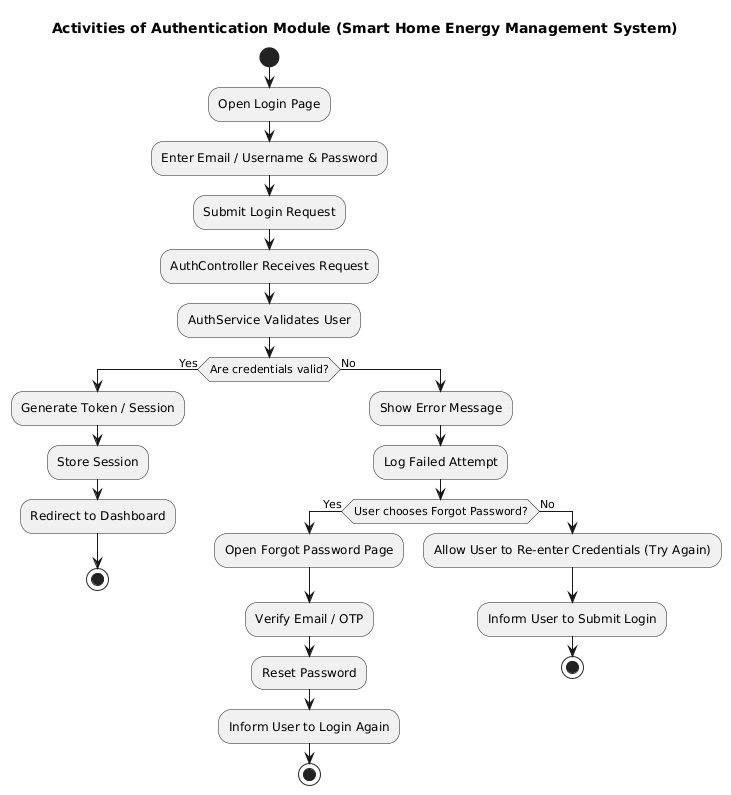 Activities of Authentication Module (Smart Home Energy Management System)
Open Login Page
Enter Email / Username & Password
Submit Login Request
AuthController Receives Request
AuthService Validates User
Yes
Are credentials valid?
No
Generate Token / Session
Store Session
Redirect to Dashboard
Show Error Message
Log Failed Attempt
Yes
User chooses Forgot Password?
No
Open Forgot Password Page
Verify Email / OTP
Reset Password
Inform User to Login Again
Allow User to Re-enter Credentials (Try Again)
Inform User to Submit Login